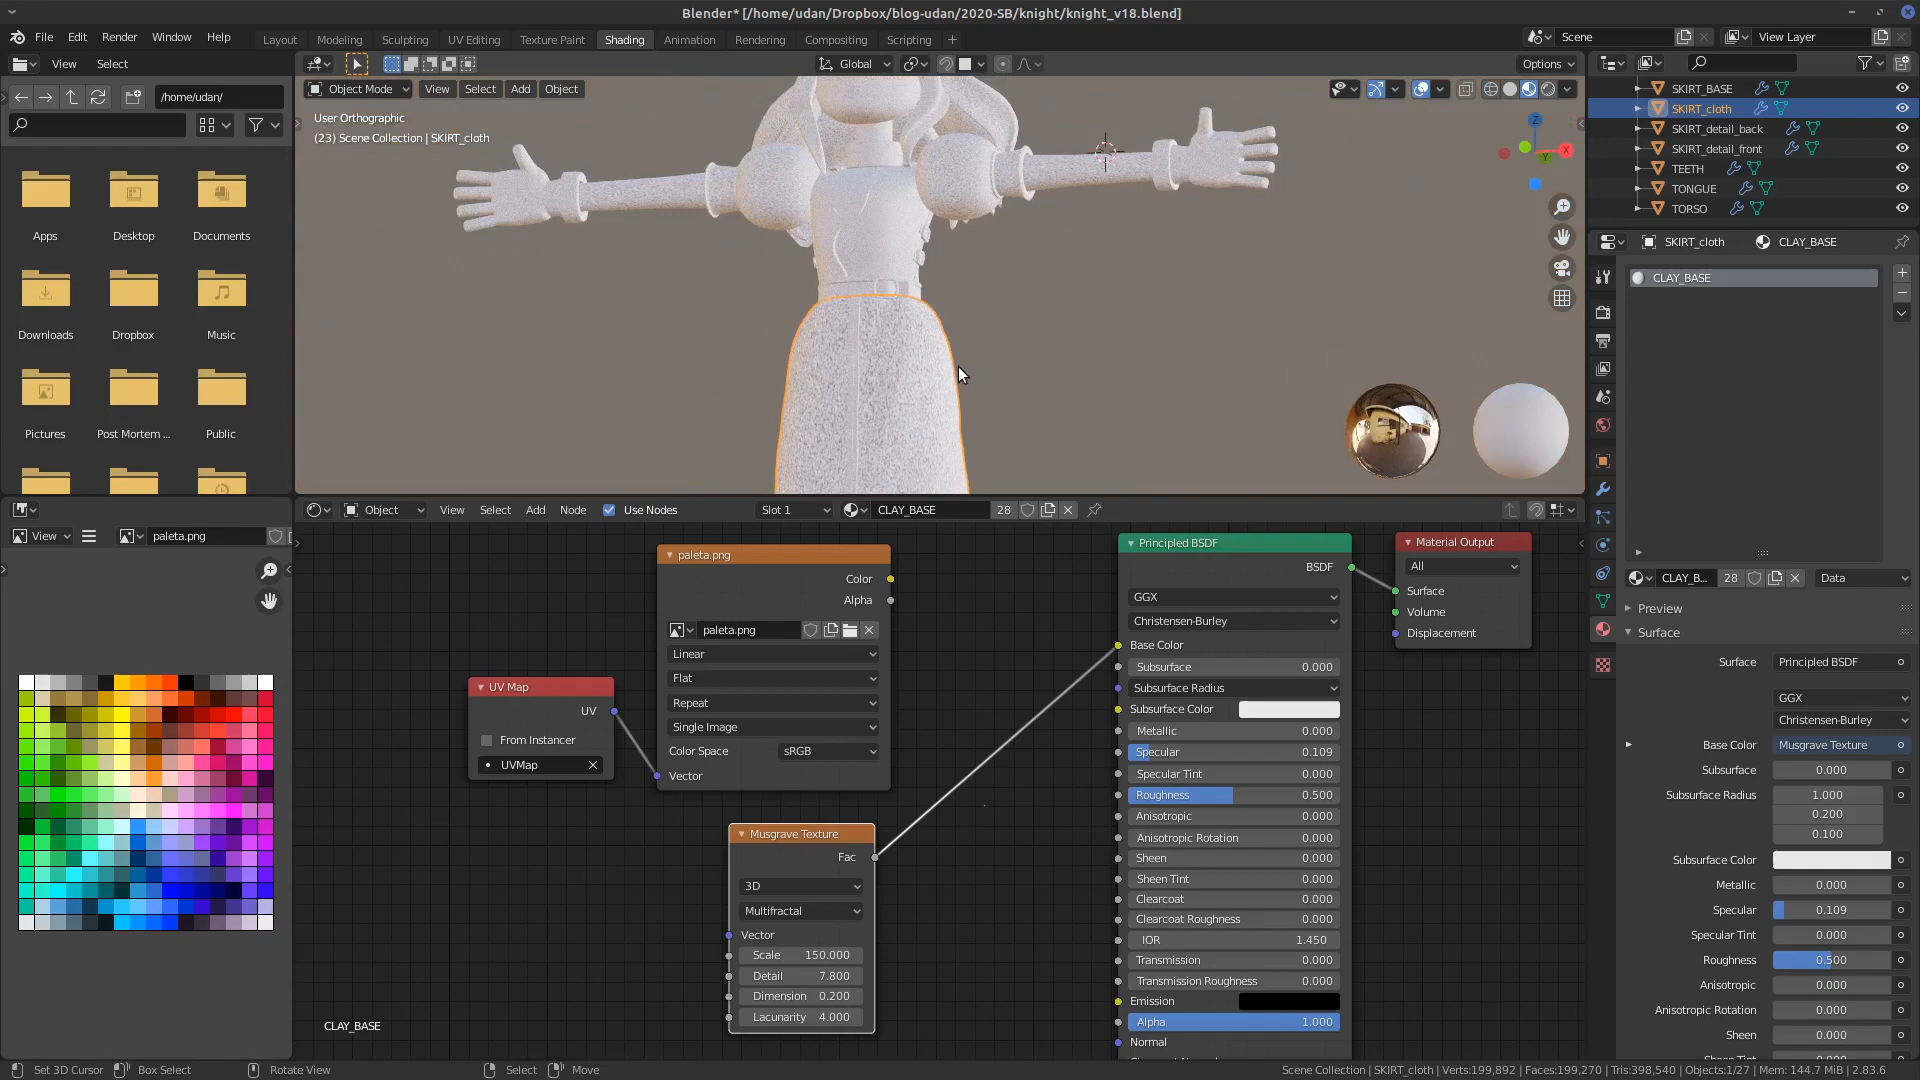 Blender* [/home/udan/Dropbox/blog-udan/2020-SB/knight/knight_v18.blend]
File Edit Render Window Help
Layout Modeling Sculpting UV Editing Texture Paint Shading Animation Rendering Compositing Scripting +
Scene
View Layer
View Select
Global
Options
/home/udan/
Object Mode View Select Add Object
User Orthographic
(23) Scene Collection | SKIRT_cloth
Z
X
Y
SKIRT_BASE
SKIRT_cloth
SKIRT_detail_back
SKIRT_detail_front
TEETH
TONGUE
TORSO
Apps Desktop Documents
Downloads Dropbox Music
Pictures Post Mortem ... Public
SKIRT_cloth CLAY_BASE
CLAY_BASE
Object View Select Add Node Use Nodes Slot 1 CLAY_BASE 28
View paleta.png
paleta.png
Color
Alpha
paleta.png
Linear
Flat
Repeat
Single Image
Color Space sRGB
Vector
UV Map
UV
From Instancer
UVMap
Musgrave Texture
Fac
3D
Multifractal
Vector
Scale 150.000
Detail 7.800
Dimension 0.200
Lacunarity 4.000
CLAY_BASE
Principled BSDF
BSDF
GGX
Christensen-Burley
Base Color
Subsurface 0.000
Subsurface Radius
Subsurface Color
Metallic 0.000
Specular 0.109
Specular Tint 0.000
Roughness 0.500
Anisotropic 0.000
Anisotropic Rotation 0.000
Sheen 0.000
Sheen Tint 0.000
Clearcoat 0.000
Clearcoat Roughness 0.000
IOR 1.450
Transmission 0.000
Transmission Roughness 0.000
Emission
Alpha 1.000
Normal
Material Output
All
Surface
Volume
Displacement
CLAY_B... 28 Data
Preview
Surface
Surface Principled BSDF
GGX
Christensen-Burley
Base Color Musgrave Texture
Subsurface 0.000
Subsurface Radius 1.000
0.200
0.100
Subsurface Color
Metallic 0.000
Specular 0.109
Specular Tint 0.000
Roughness 0.500
Anisotropic 0.000
Anisotropic Rotation 0.000
Sheen 0.000
Set 3D Cursor Box Select Rotate View Select Move
Scene Collection | SKIRT_cloth | Verts:199,892 | Faces:199,270 | Tris:398,540 | Objects:1/27 | Mem: 144.7 MiB | 2.83.6